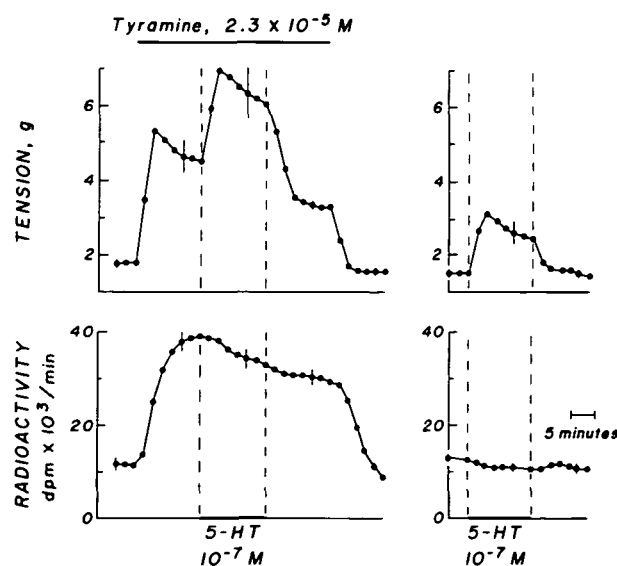 Tyramine, 2.3 x 10⁻⁵ M
TENSION, g
6
4
2
6
4
2
RADIOACTIVITY
dpm x 10³/min
40
20
0
40
20
0
5 minutes
5-HT
10⁻⁷ M
5-HT
10⁻⁷ M